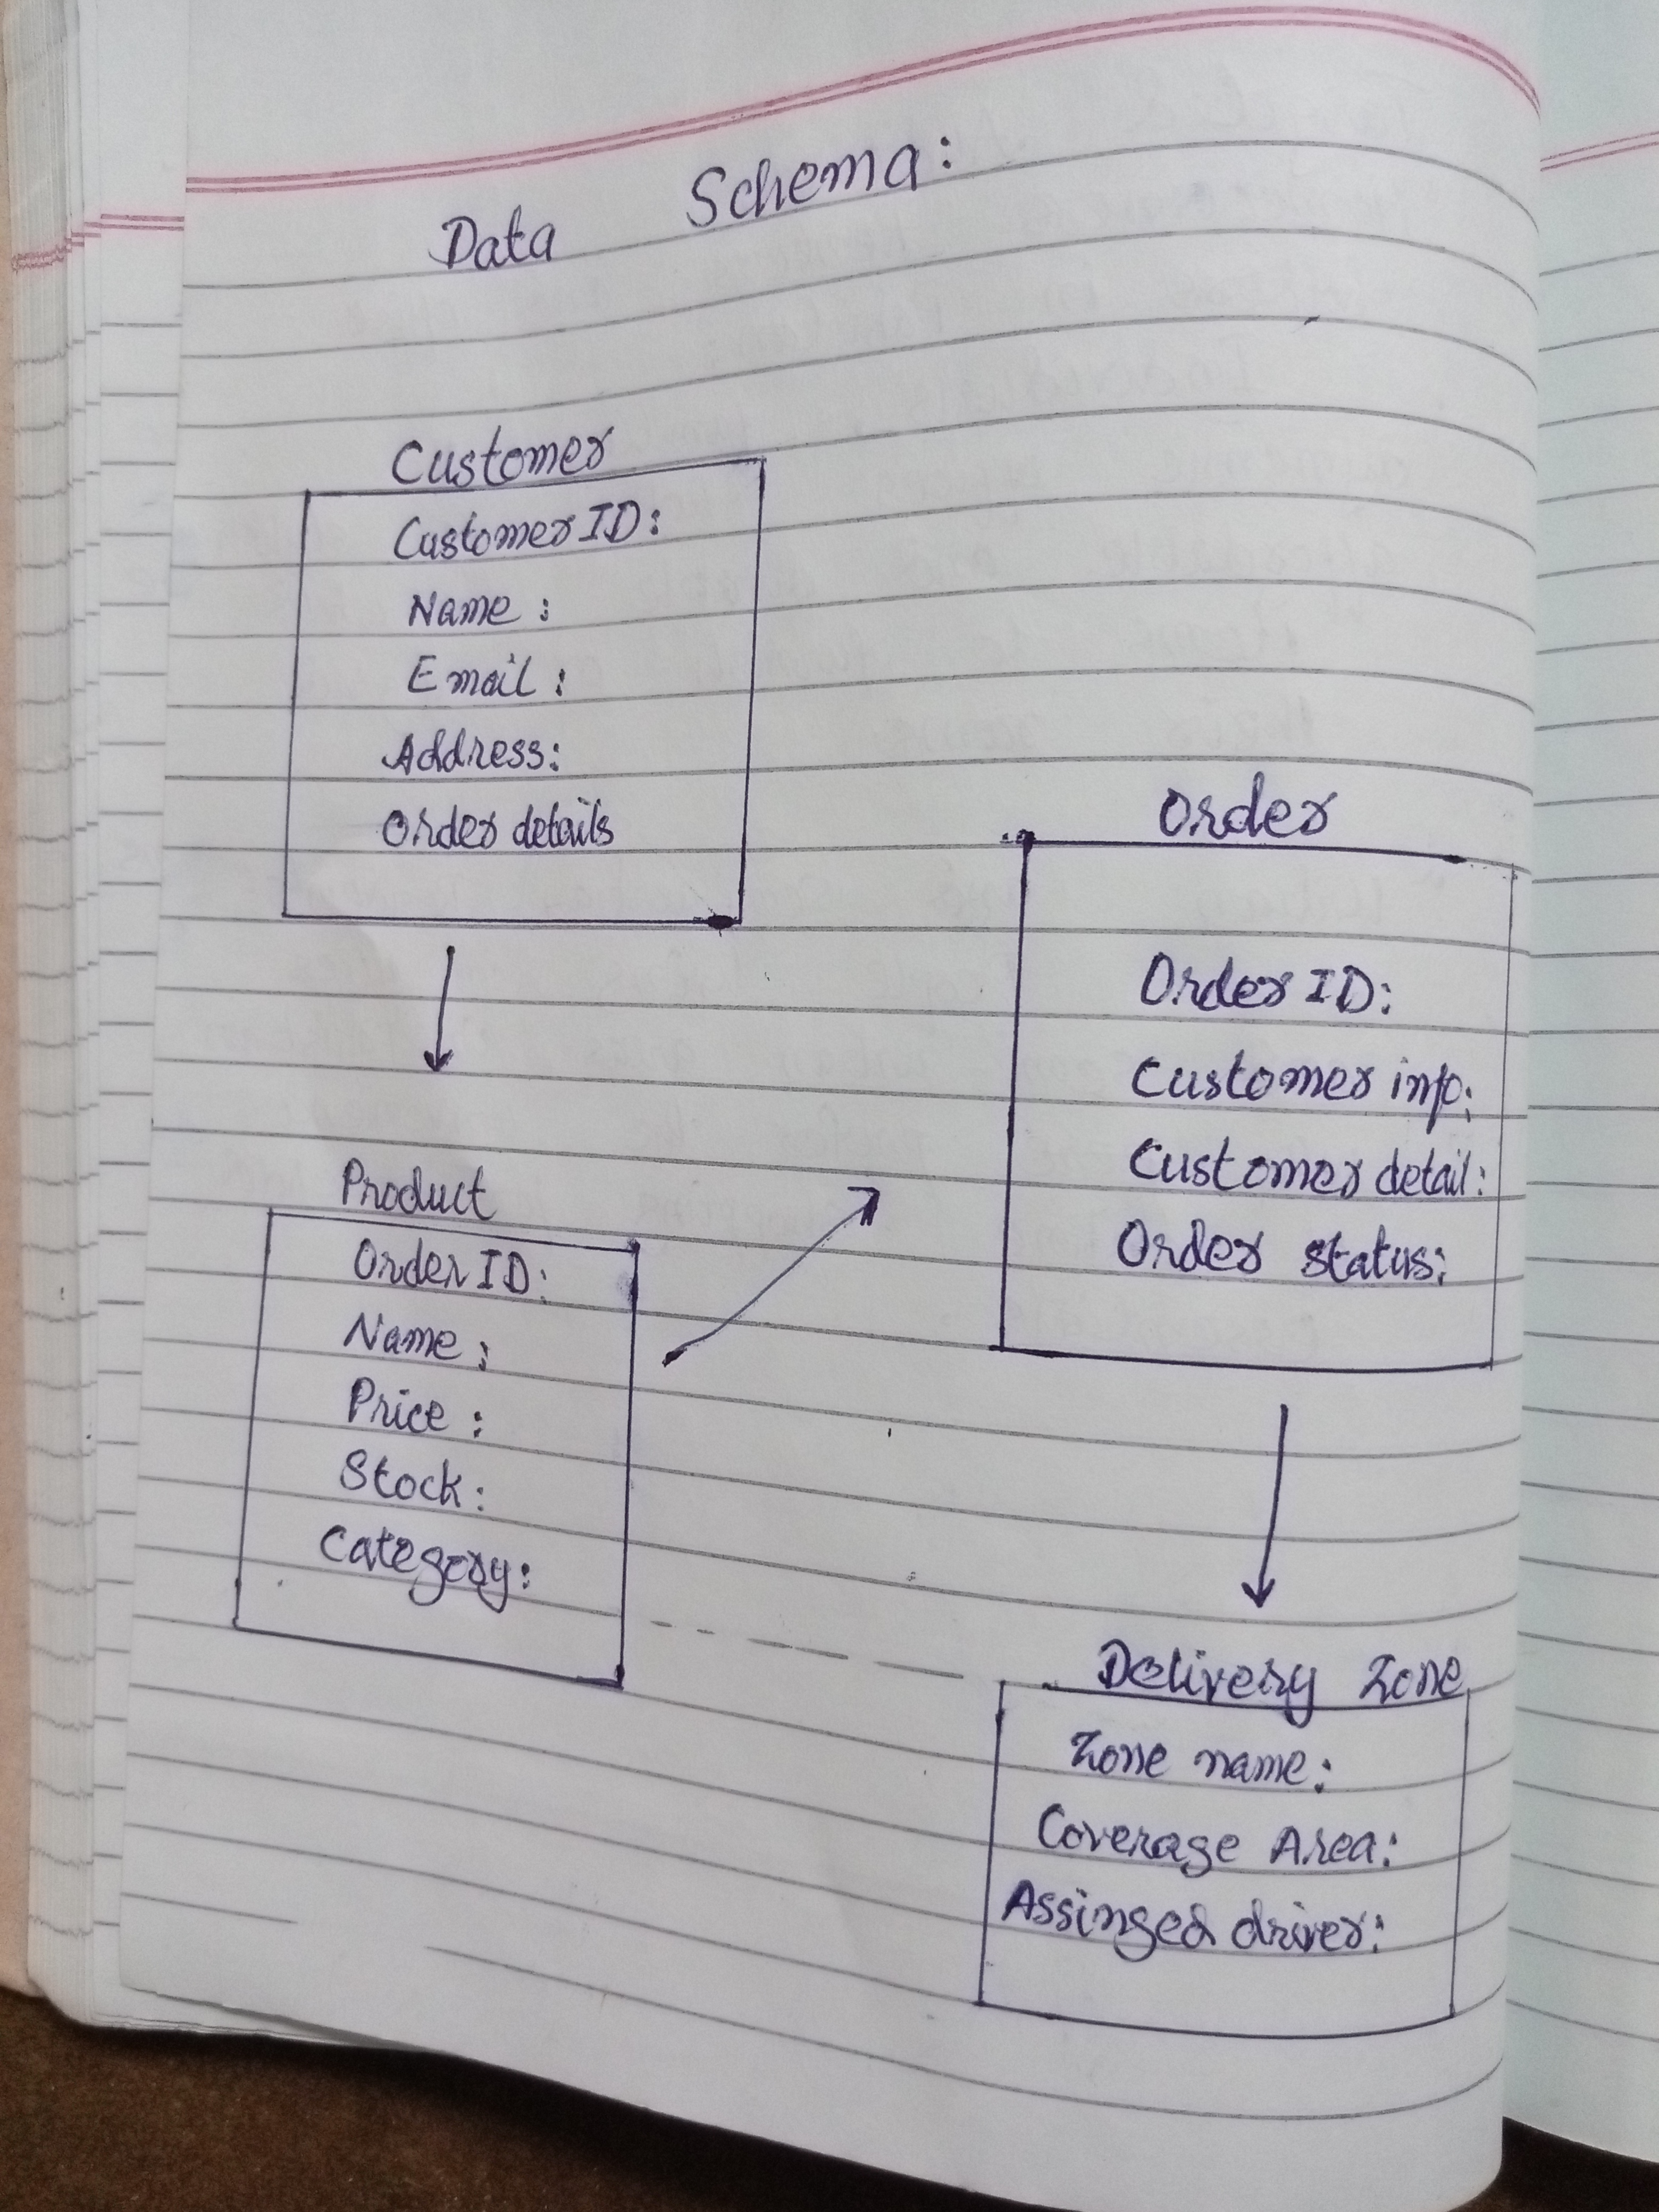 Data Schema:
Customer
Customer ID:
Name :
Email :
Address:
Order details
Product
Order ID:
Name :
Price :
Stock :
Category:
Order
Order ID:
Customer info:
Customer detail:
Order status:
Delivery Zone
Zone name:
Coverage Area:
Assinged driver: